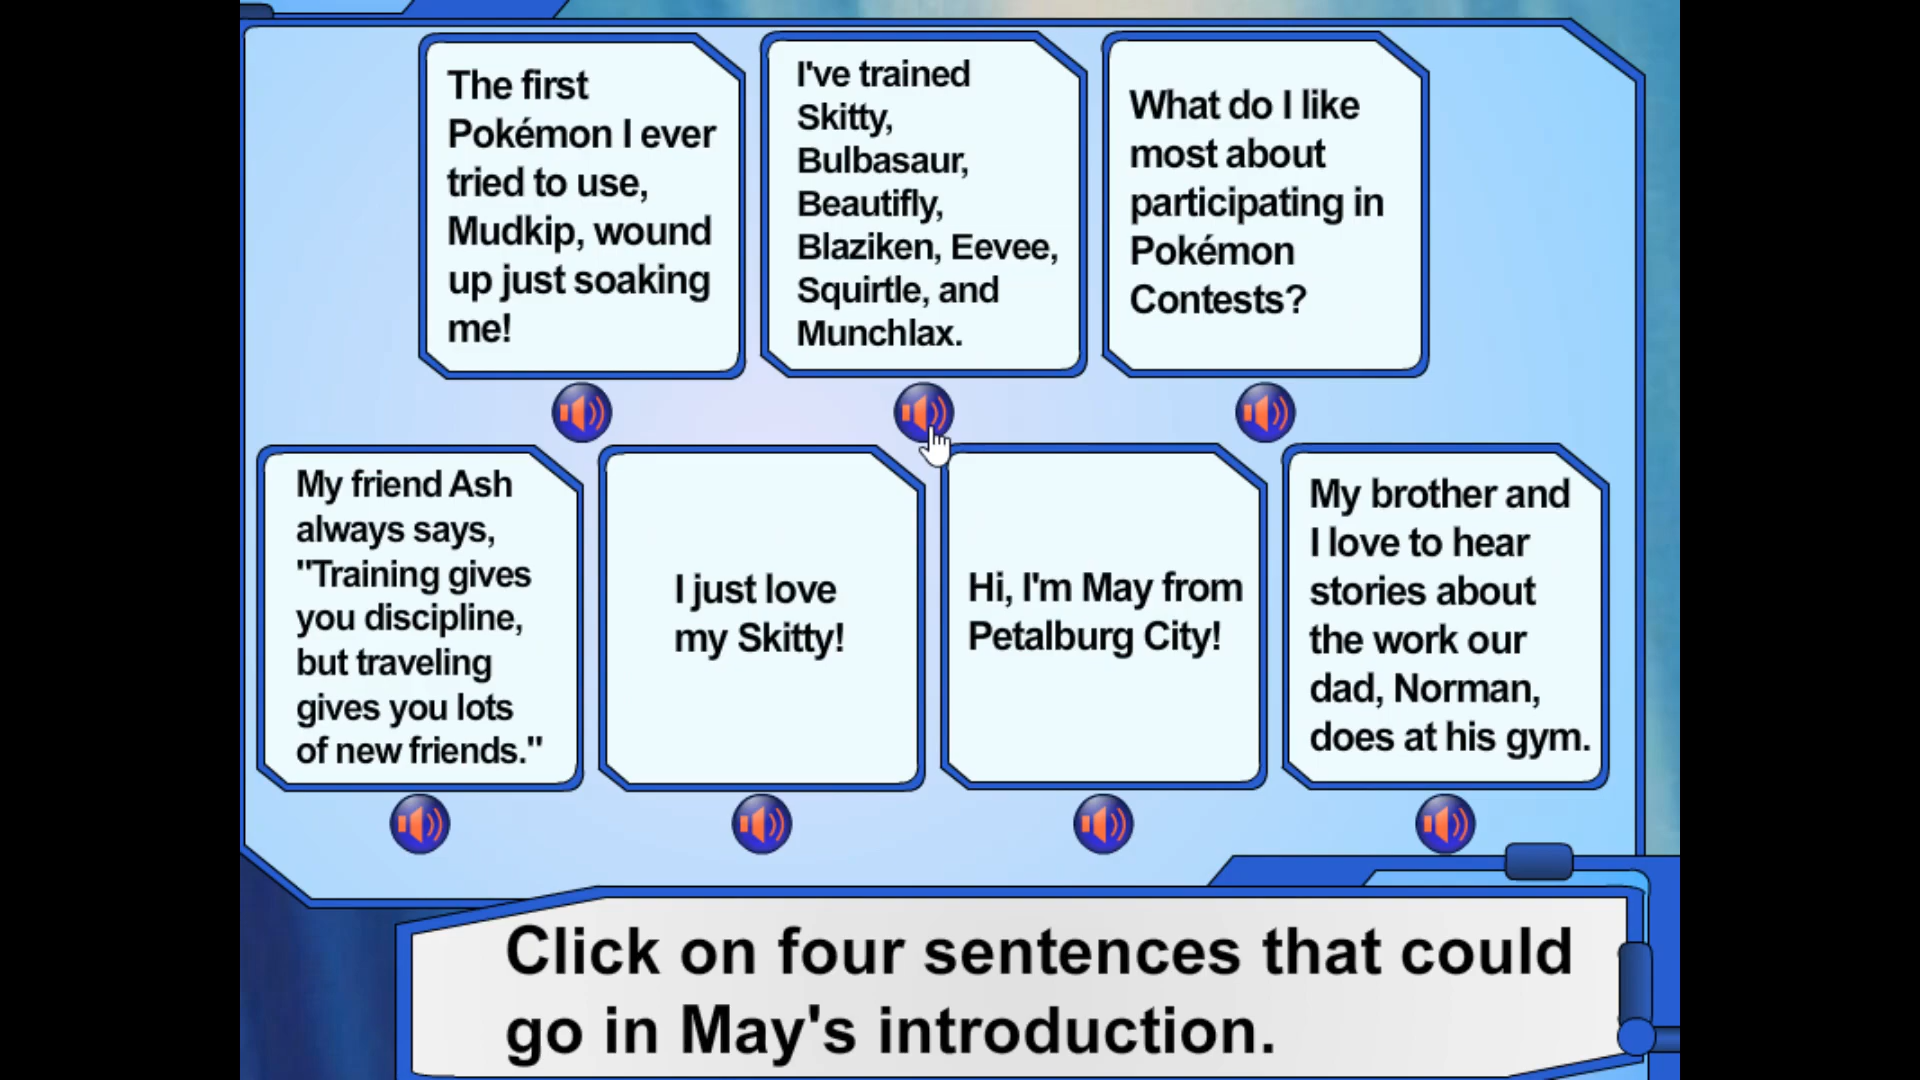 The first
Pokémon I ever
tried to use,
Mudkip, wound
up just soaking
me!
I've trained
Skitty,
Bulbasaur,
Beautifly,
Blaziken, Eevee,
Squirtle, and
Munchlax.
What do I like
most about
participating in
Pokémon
Contests?
My friend Ash
always says,
"Training gives
you discipline,
but traveling
gives you lots
of new friends."
I just love
my Skitty!
Hi, I'm May from
Petalburg City!
My brother and
I love to hear
stories about
the work our
dad, Norman,
does at his gym.
Click on four sentences that could
go in May's introduction.